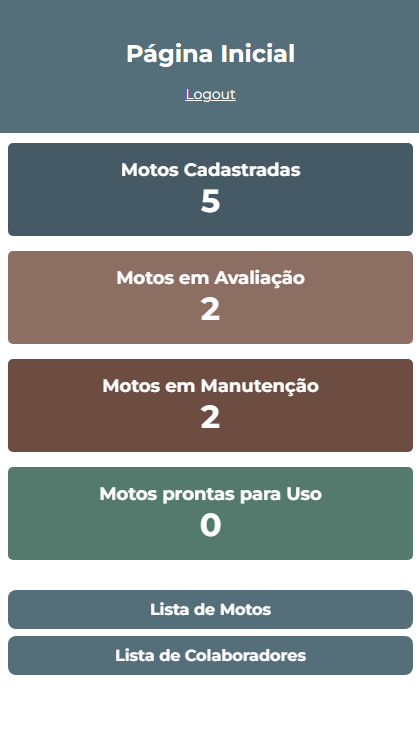 Página Inicial
Logout
Motos Cadastradas
5
Motos em Avaliação
2
Motos em Manutenção
2
Motos prontas para Uso
0
Lista de Motos
Lista de Colaboradores